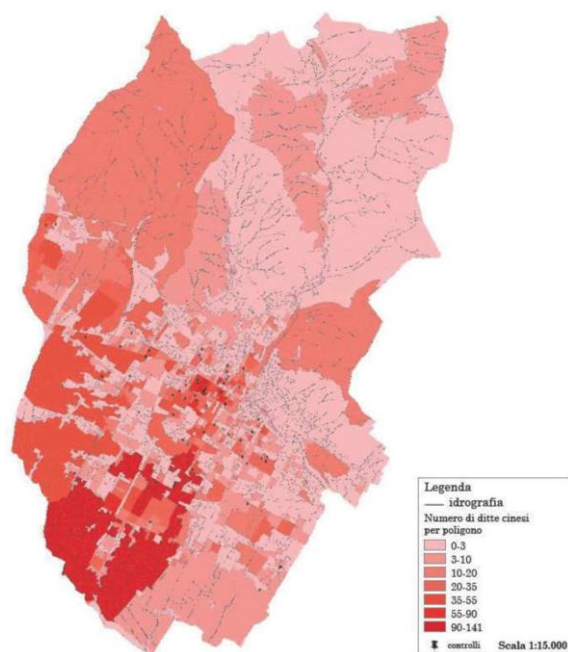 Legenda
idrografia
Numero di ditte cinesi
per poligono
0-3
3-10
10-20
20-35
35-55
55-90
90-141
controlli Scala 1:15.000